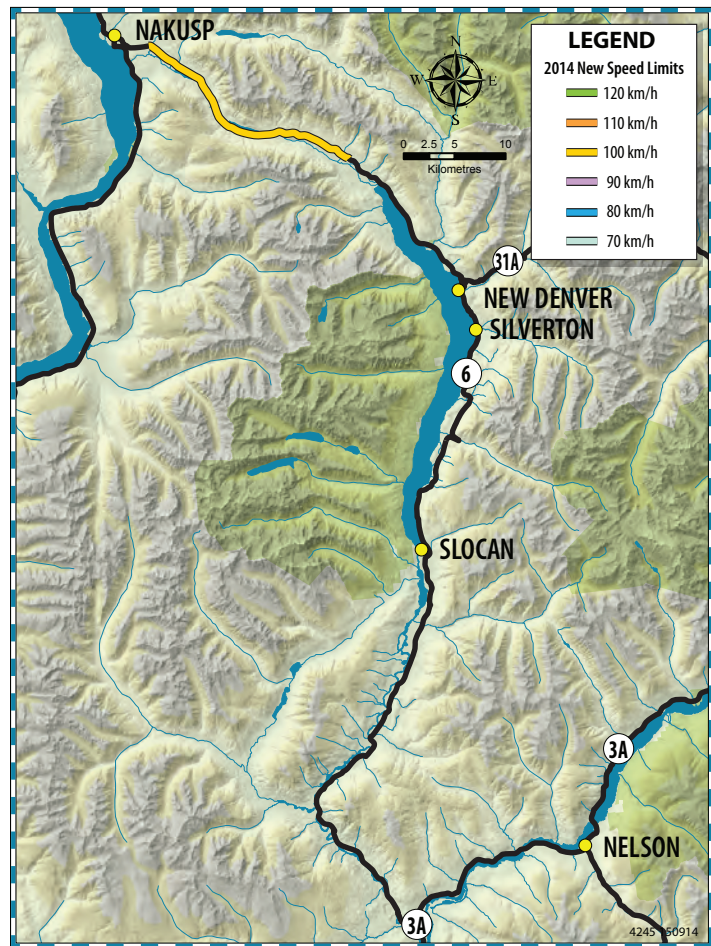 NAKUSP
LEGEND
2014 New Speed Limits
120 km/h
110 km/h
100 km/h
90 km/h
80 km/h
70 km/h
N
W E
S
0 2.5 5 10
Kilometres
31A
NEW DENVER
SILVERTON
6
SLOCAN
3A
NELSON
3A
4245 150914